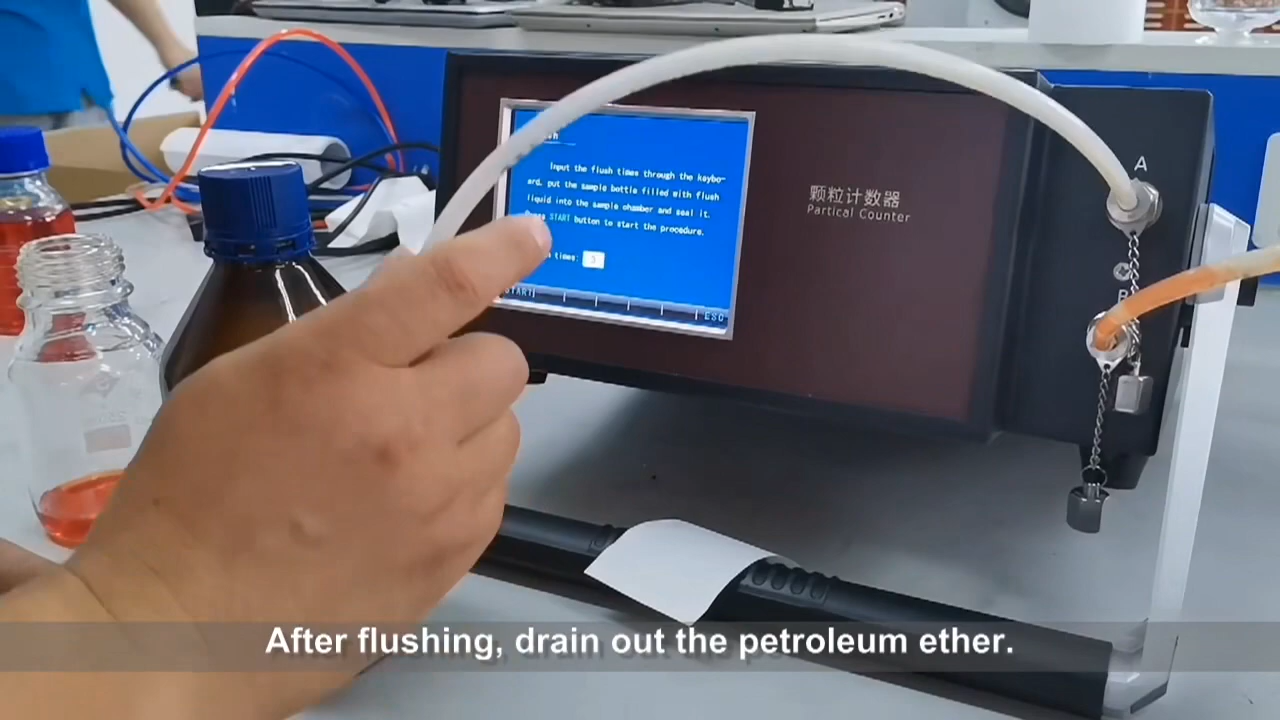 Input the flush times through the keybo-
ard, put the sample bottle filled with flush
liquid into the sample chamber and seal it.
START button to start the procedure.
times: 5
START
ESC
颗粒计数器
Partical Counter
A
B
After flushing, drain out the petroleum ether.